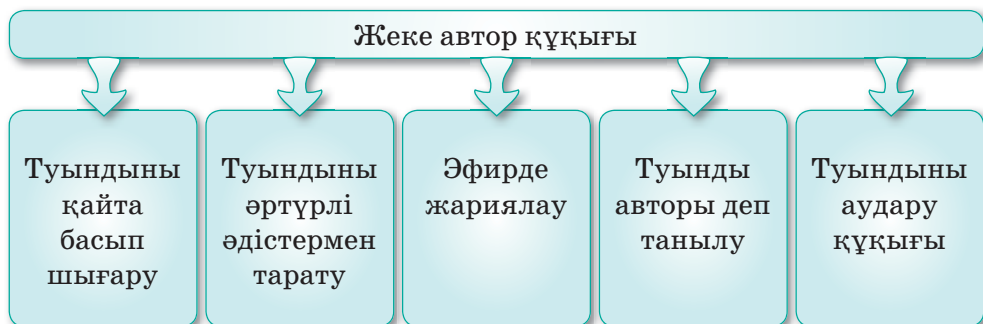 Жеке автор құқығы
Туындыны
қайта
басып
шығару
Туындыны
әртүрлі
әдістермен
тарату
Эфирде
жариялау
Туынды
авторы деп
танылу
Туындыны
аудару
құқығы